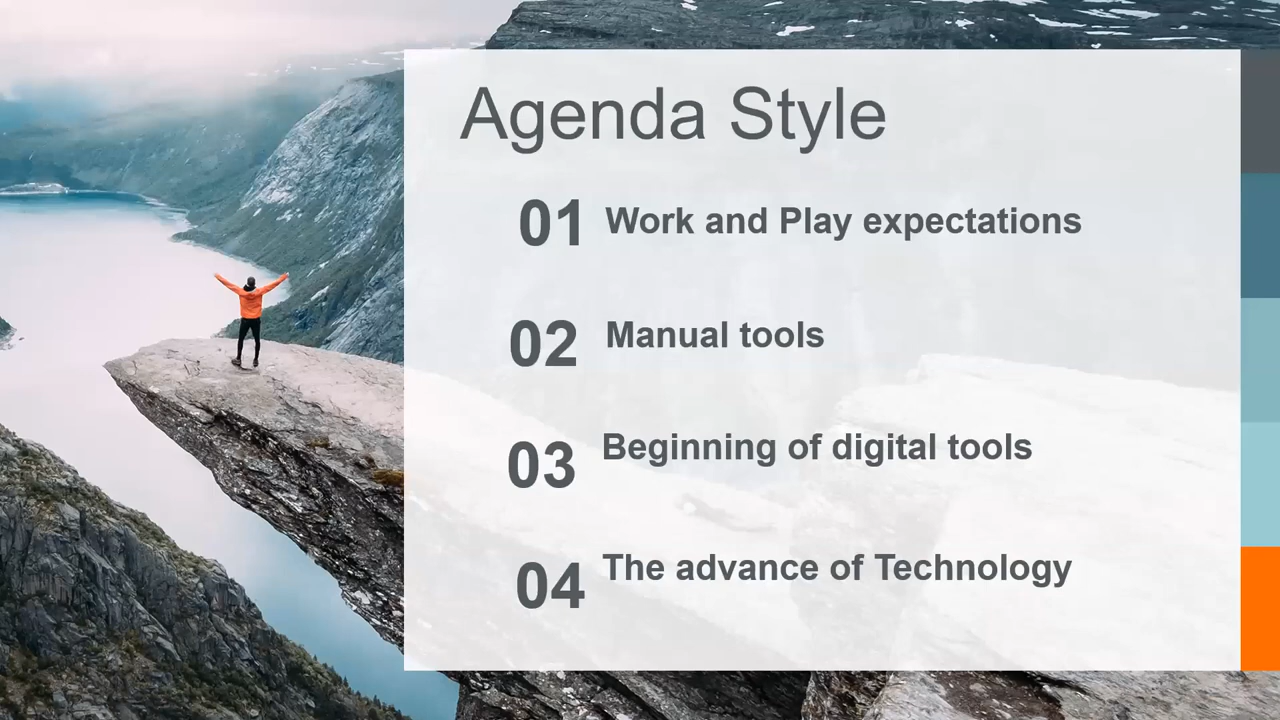 Agenda Style
01 Work and Play expectations
02 Manual tools
03 Beginning of digital tools
04 The advance of Technology